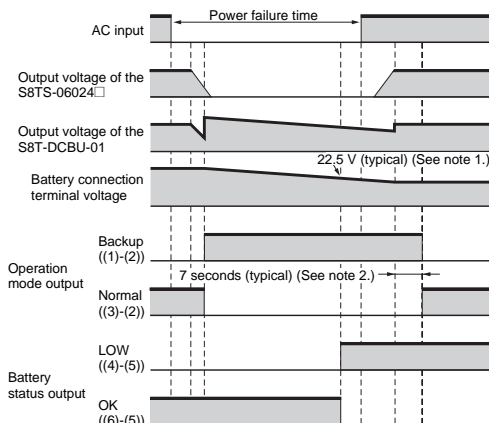 Power failure time
AC input
Output voltage of the
S8TS-06024□
Output voltage of the
S8T-DCBU-01
22.5 V (typical) (See note 1.)
Battery connection
terminal voltage
Backup
((1)-(2))
Operation
mode output
7 seconds (typical) (See note 2.)
Normal
((3)-(2))
LOW
((4)-(5))
Battery
status output
OK
((6)-(5))